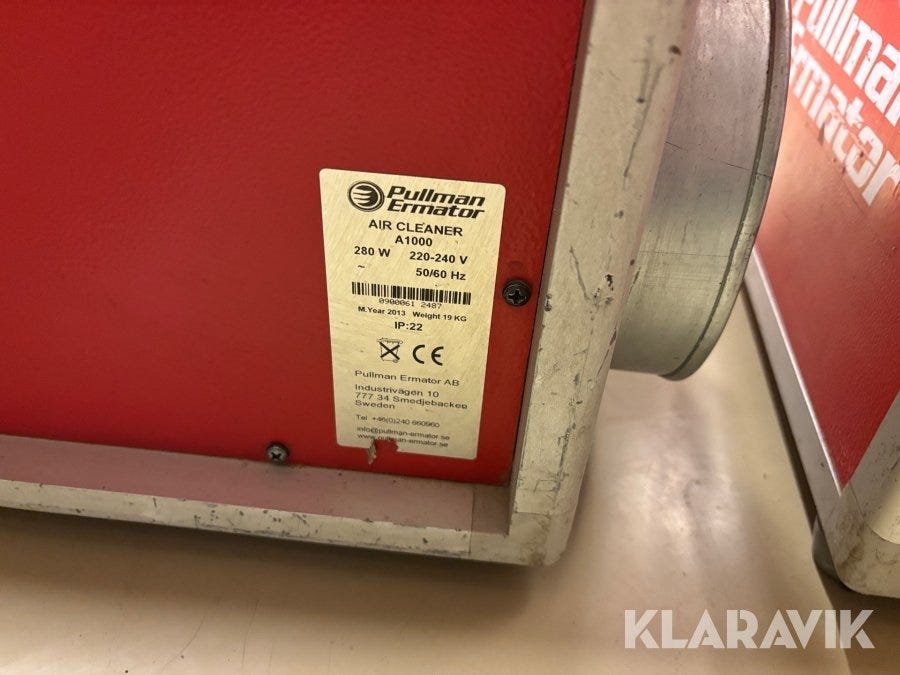 Pullman
Ermator
AIR CLEANER
A1000
280 W 220-240 V
~ 50/60 Hz
0900061 2487
M.Year 2013 Weight 19 KG
IP:22
CE
Pullman Ermator AB
Industrivägen 10
777 34 Smedjebacken
Sweden
Tel +46(0)240 660960
info@pullman-ermator.se
www.pullman-ermator.se
Pullman
Ermator
KLARAVIK